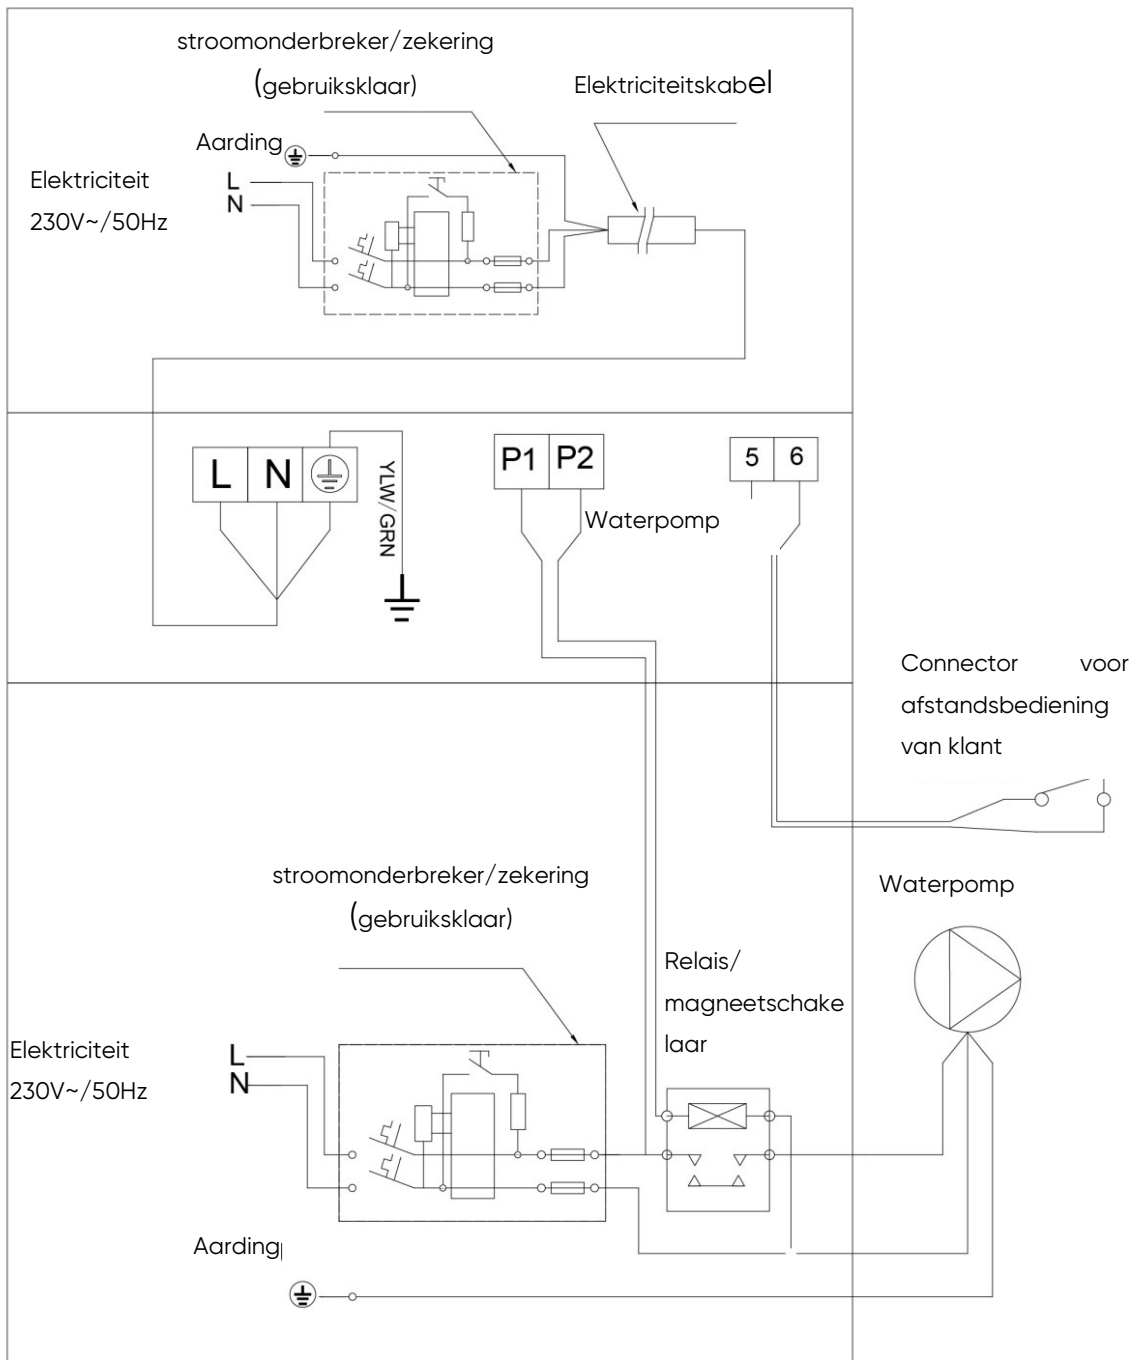 stroomonderbreker/zekering
(gebruiksklaar)
Elektriciteitskabel
Aarding
Elektriciteit
230V~/50Hz
L
N
L N
YLW/GRN
P1 P2
Waterpomp
5 6
Connector voor
afstandsbediening
van klant
stroomonderbreker/zekering
(gebruiksklaar)
Waterpomp
Relais/
magneetschake
laar
Elektriciteit
230V~/50Hz
L
N
Aarding